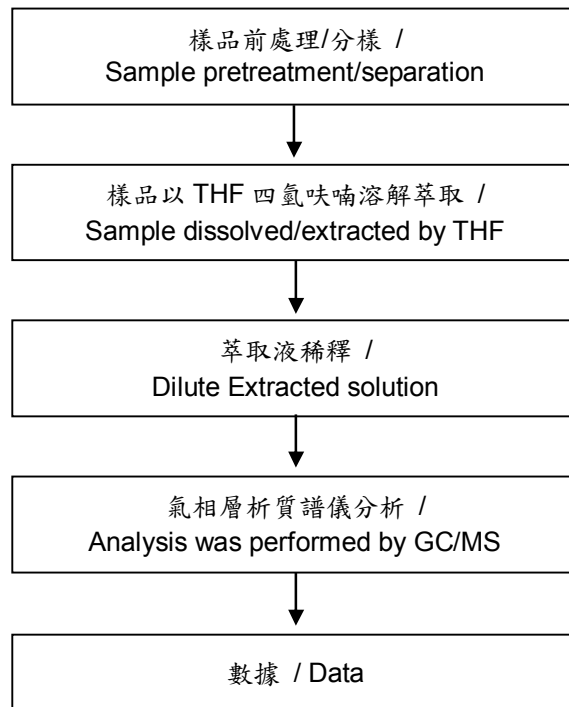 樣品前處理/分樣 /
Sample pretreatment/separation
樣品以 THF 四氫呋喃溶解萃取 /
Sample dissolved/extracted by THF
萃取液稀釋 /
Dilute Extracted solution
氣相層析質譜儀分析 /
Analysis was performed by GC/MS
數據 / Data